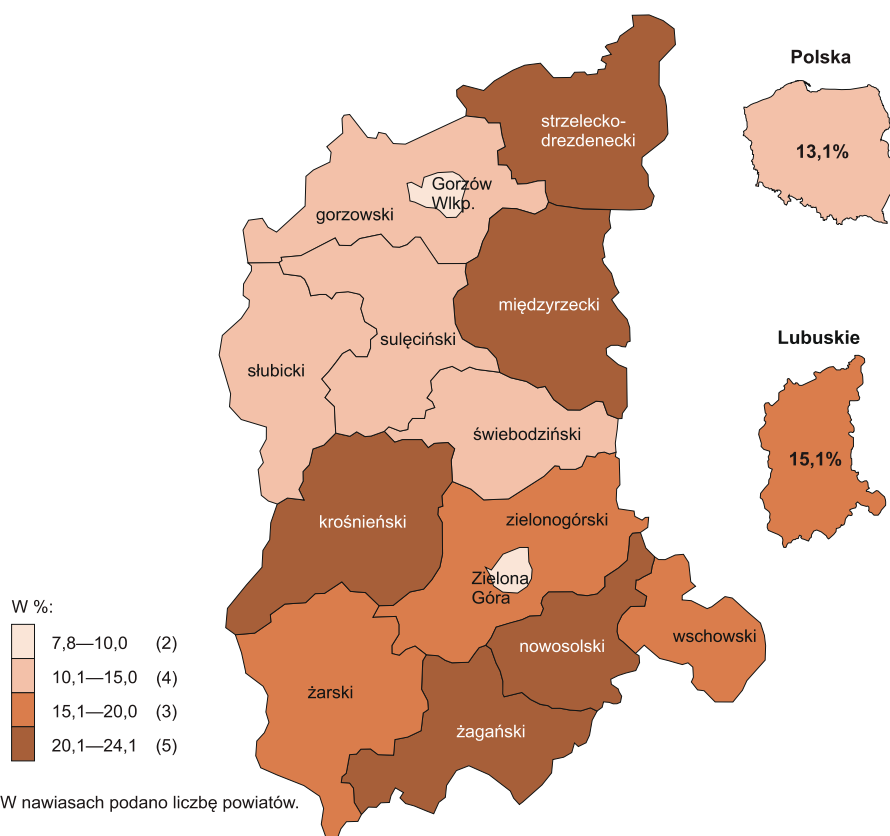 Polska
13,1%
strzelecko-
drezdenecki
Gorzów
Wlkp.
gorzowski
międzyrzecki
Lubuskie
15,1%
sulęciński
słubicki
świebodziński
krośnieński
zielonogórski
Zielona
Góra
nowosolski
wschowski
żarski
żagański
W %:
7,8—10,0 (2)
10,1—15,0 (4)
15,1—20,0 (3)
20,1—24,1 (5)
W nawiasach podano liczbę powiatów.